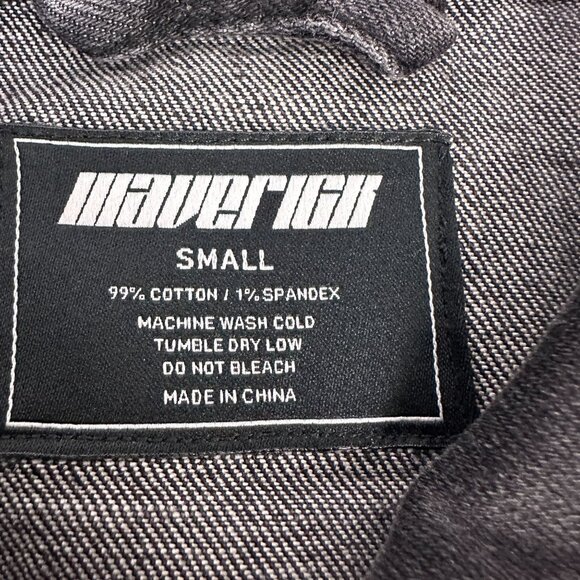 maverick
SMALL
99% COTTON / 1% SPANDEX
MACHINE WASH COLD
TUMBLE DRY LOW
DO NOT BLEACH
MADE IN CHINA